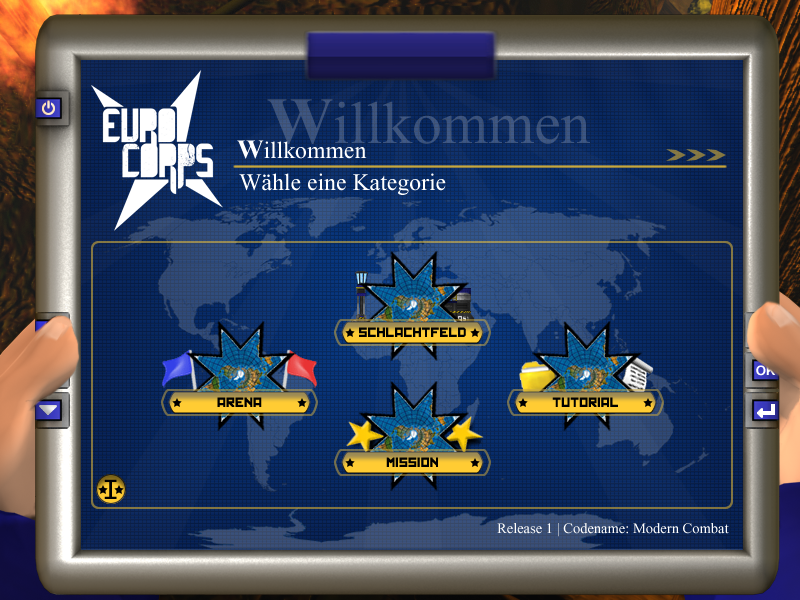 EURO
CORPS
Willkommen
Willkommen
Wähle eine Kategorie
SCHLACHTFELD
ARENA
TUTORIAL
MISSION
I
OK
Release 1 | Codename: Modern Combat